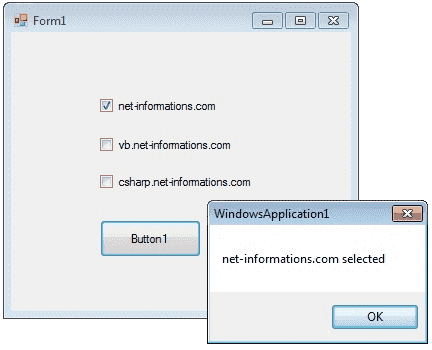 Form1
net-informations.com
vb.net-informations.com
csharp.net-informations.com
Button1
WindowsApplication1
net-informations.com selected
OK